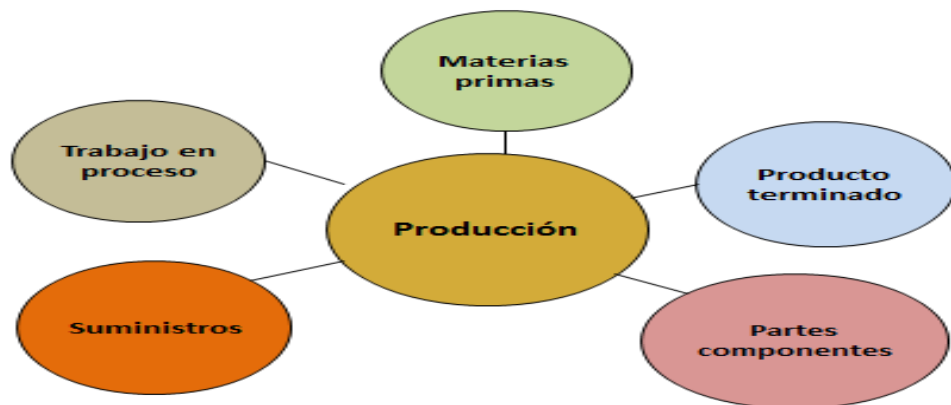 Materias
primas
Trabajo en
proceso
Producto
terminado
Producción
Suministros
Partes
componentes